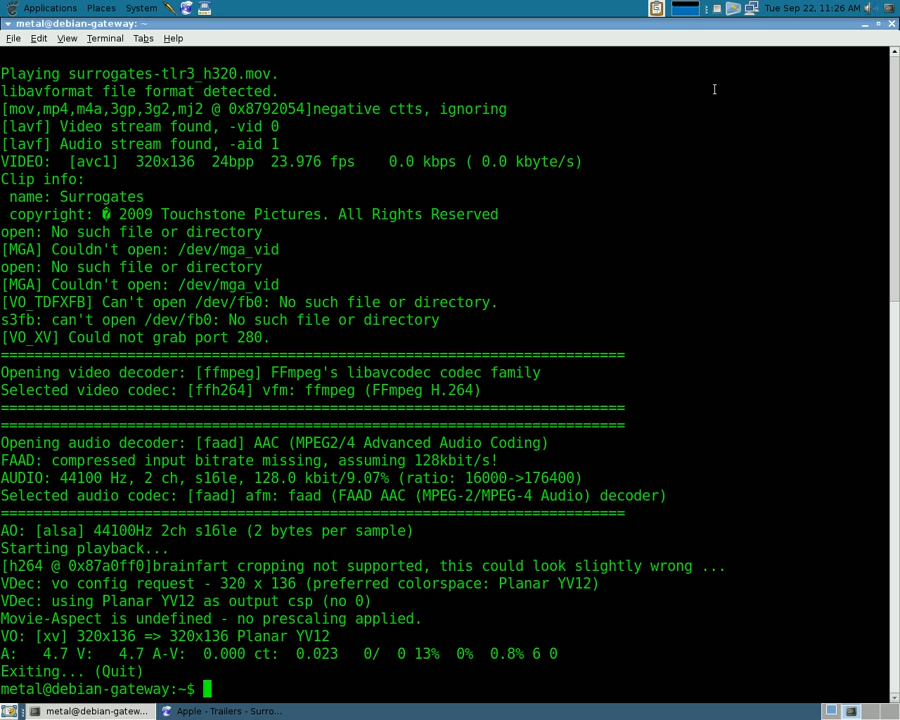 Applications Places System Tue Sep 22, 11:26 AM
metal@debian-gateway: ~
File Edit View Terminal Tabs Help
Playing surrogates-tlr3_h320.mov.
libavformat file format detected.
[mov,mp4,m4a,3gp,3g2,mj2 @ 0x8792054]negative ctts, ignoring
[lavf] Video stream found, -vid 0
[lavf] Audio stream found, -aid 1
VIDEO:  [avc1]  320x136  24bpp  23.976 fps    0.0 kbps ( 0.0 kbyte/s)
Clip info:
 name: Surrogates
 copyright: � 2009 Touchstone Pictures. All Rights Reserved
open: No such file or directory
[MGA] Couldn't open: /dev/mga_vid
open: No such file or directory
[MGA] Couldn't open: /dev/mga_vid
[VO_TDFXFB] Can't open /dev/fb0: No such file or directory.
s3fb: can't open /dev/fb0: No such file or directory
[VO_XV] Could not grab port 280.
==========================================================================
Opening video decoder: [ffmpeg] FFmpeg's libavcodec codec family
Selected video codec: [ffh264] vfm: ffmpeg (FFmpeg H.264)
==========================================================================
==========================================================================
Opening audio decoder: [faad] AAC (MPEG2/4 Advanced Audio Coding)
FAAD: compressed input bitrate missing, assuming 128kbit/s!
AUDIO: 44100 Hz, 2 ch, s16le, 128.0 kbit/9.07% (ratio: 16000->176400)
Selected audio codec: [faad] afm: faad (FAAD AAC (MPEG-2/MPEG-4 Audio) decoder)
==========================================================================
AO: [alsa] 44100Hz 2ch s16le (2 bytes per sample)
Starting playback...
[h264 @ 0x87a0ff0]brainfart cropping not supported, this could look slightly wrong ...
VDec: vo config request - 320 x 136 (preferred colorspace: Planar YV12)
VDec: using Planar YV12 as output csp (no 0)
Movie-Aspect is undefined - no prescaling applied.
VO: [xv] 320x136 => 320x136 Planar YV12
A:   4.7 V:   4.7 A-V:  0.000 ct:  0.023   0/  0 13%  0%  0.8% 6 0
Exiting... (Quit)
metal@debian-gateway:~$
metal@debian-gatew... Apple - Trailers - Surro...